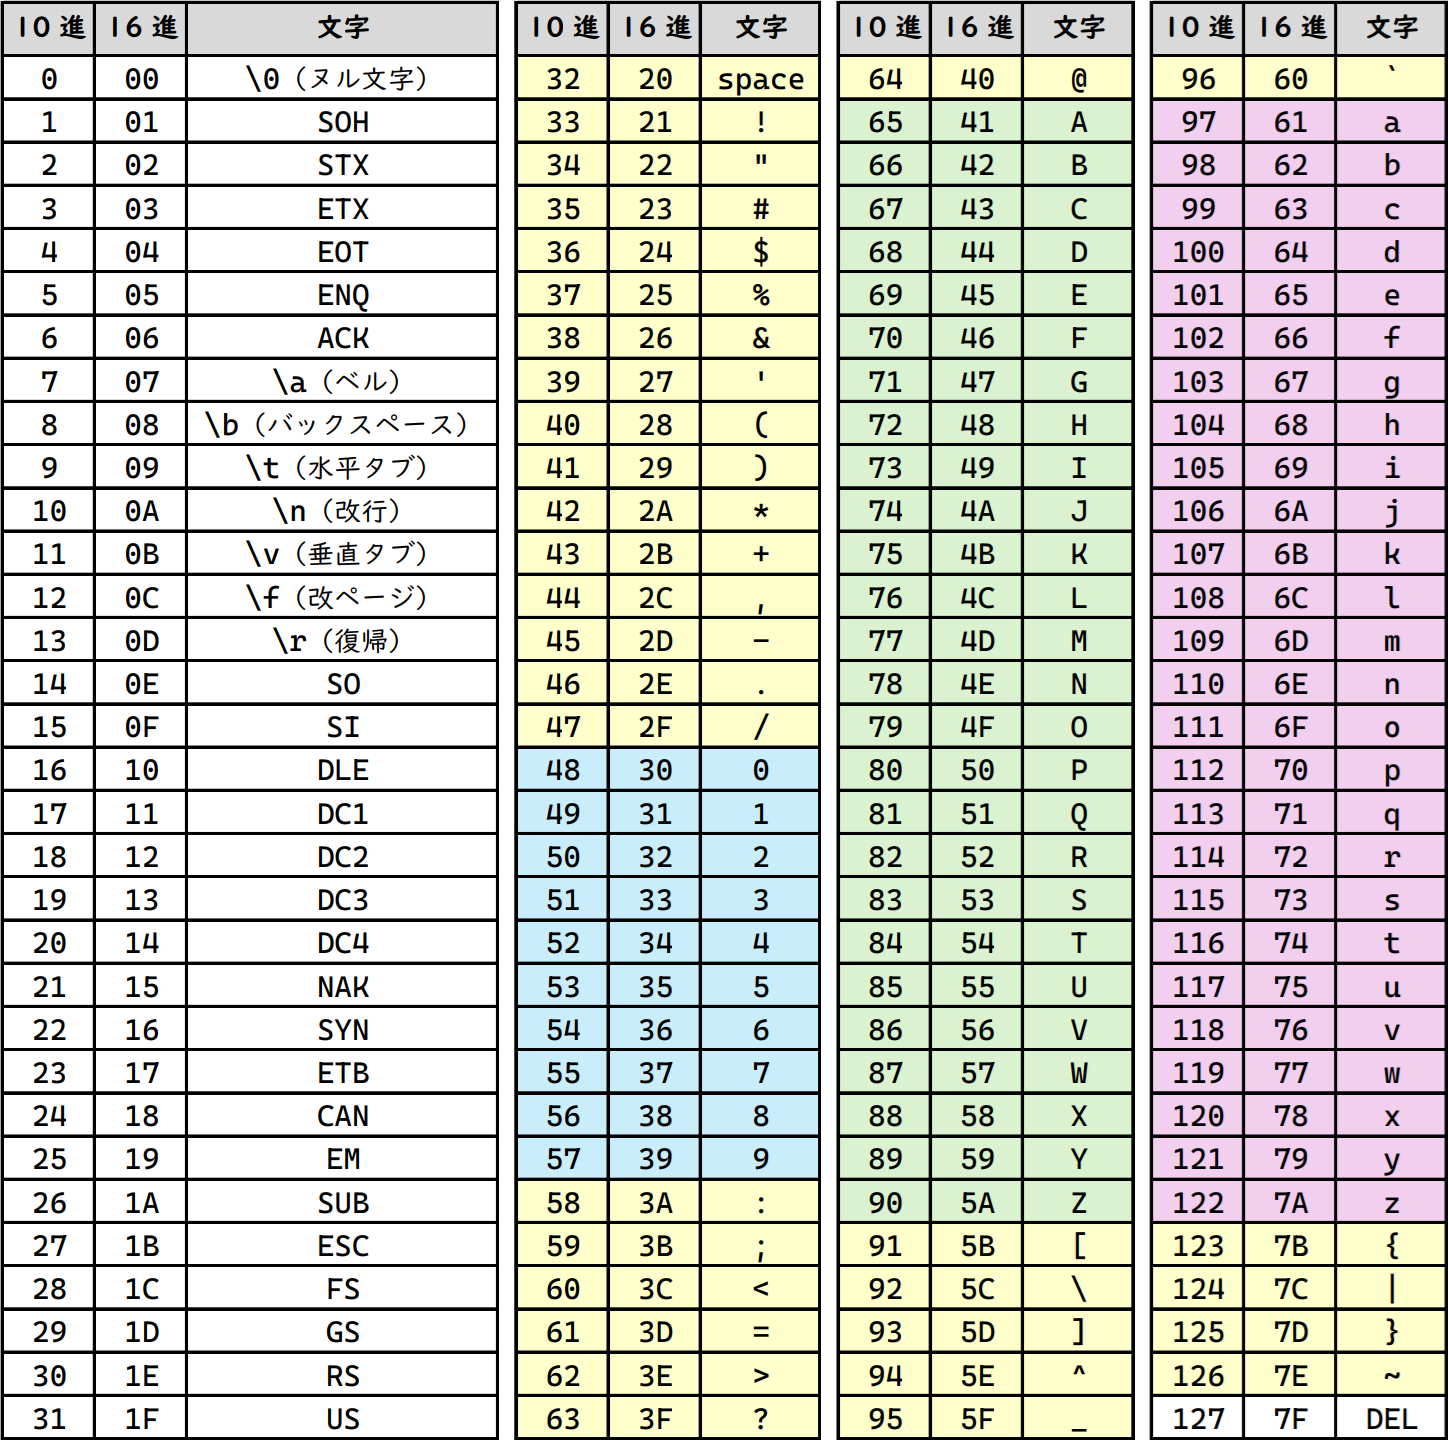 10進 16進 文字 10進 16進 文字 10進 16進 文字 10進 16進 文字
0 00 \0（ヌル文字） 32 20 space 64 40 @ 96 60 `
1 01 SOH 33 21 ! 65 41 A 97 61 a
2 02 STX 34 22 " 66 42 B 98 62 b
3 03 ETX 35 23 # 67 43 C 99 63 c
4 04 EOT 36 24 $ 68 44 D 100 64 d
5 05 ENQ 37 25 % 69 45 E 101 65 e
6 06 ACK 38 26 & 70 46 F 102 66 f
7 07 \a（ベル） 39 27 ' 71 47 G 103 67 g
8 08 \b（バックスペース） 40 28 ( 72 48 H 104 68 h
9 09 \t（水平タブ） 41 29 ) 73 49 I 105 69 i
10 0A \n（改行） 42 2A * 74 4A J 106 6A j
11 0B \v（垂直タブ） 43 2B + 75 4B K 107 6B k
12 0C \f（改ページ） 44 2C , 76 4C L 108 6C l
13 0D \r（復帰） 45 2D - 77 4D M 109 6D m
14 0E SO 46 2E . 78 4E N 110 6E n
15 0F SI 47 2F / 79 4F O 111 6F o
16 10 DLE 48 30 0 80 50 P 112 70 p
17 11 DC1 49 31 1 81 51 Q 113 71 q
18 12 DC2 50 32 2 82 52 R 114 72 r
19 13 DC3 51 33 3 83 53 S 115 73 s
20 14 DC4 52 34 4 84 54 T 116 74 t
21 15 NAK 53 35 5 85 55 U 117 75 u
22 16 SYN 54 36 6 86 56 V 118 76 v
23 17 ETB 55 37 7 87 57 W 119 77 w
24 18 CAN 56 38 8 88 58 X 120 78 x
25 19 EM 57 39 9 89 59 Y 121 79 y
26 1A SUB 58 3A : 90 5A Z 122 7A z
27 1B ESC 59 3B ; 91 5B [ 123 7B {
28 1C FS 60 3C < 92 5C \ 124 7C |
29 1D GS 61 3D = 93 5D ] 125 7D }
30 1E RS 62 3E > 94 5E ^ 126 7E ~
31 1F US 63 3F ? 95 5F _ 127 7F DEL